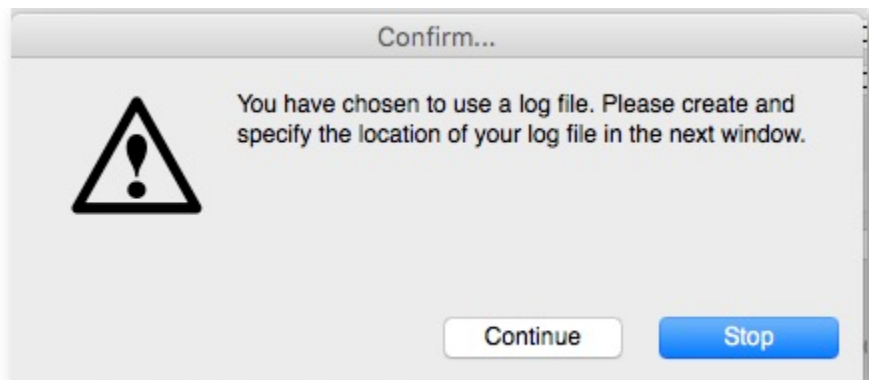 Confirm...
You have chosen to use a log file. Please create and
specify the location of your log file in the next window.
Continue
Stop